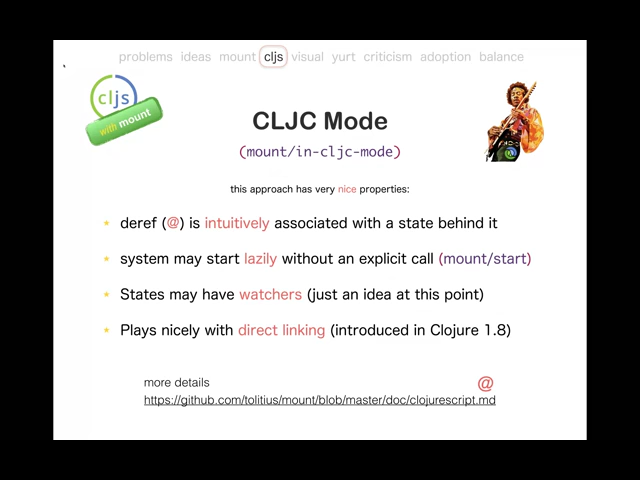 problems ideas mount cljs visual yurt criticism adoption balance
cljs
with mount
CLJC Mode
(mount/in-cljc-mode)
this approach has very nice properties:
* deref (@) is intuitively associated with a state behind it
* system may start lazily without an explicit call (mount/start)
* States may have watchers (just an idea at this point)
* Plays nicely with direct linking (introduced in Clojure 1.8)
more details
@
https://github.com/tolitius/mount/blob/master/doc/clojurescript.md